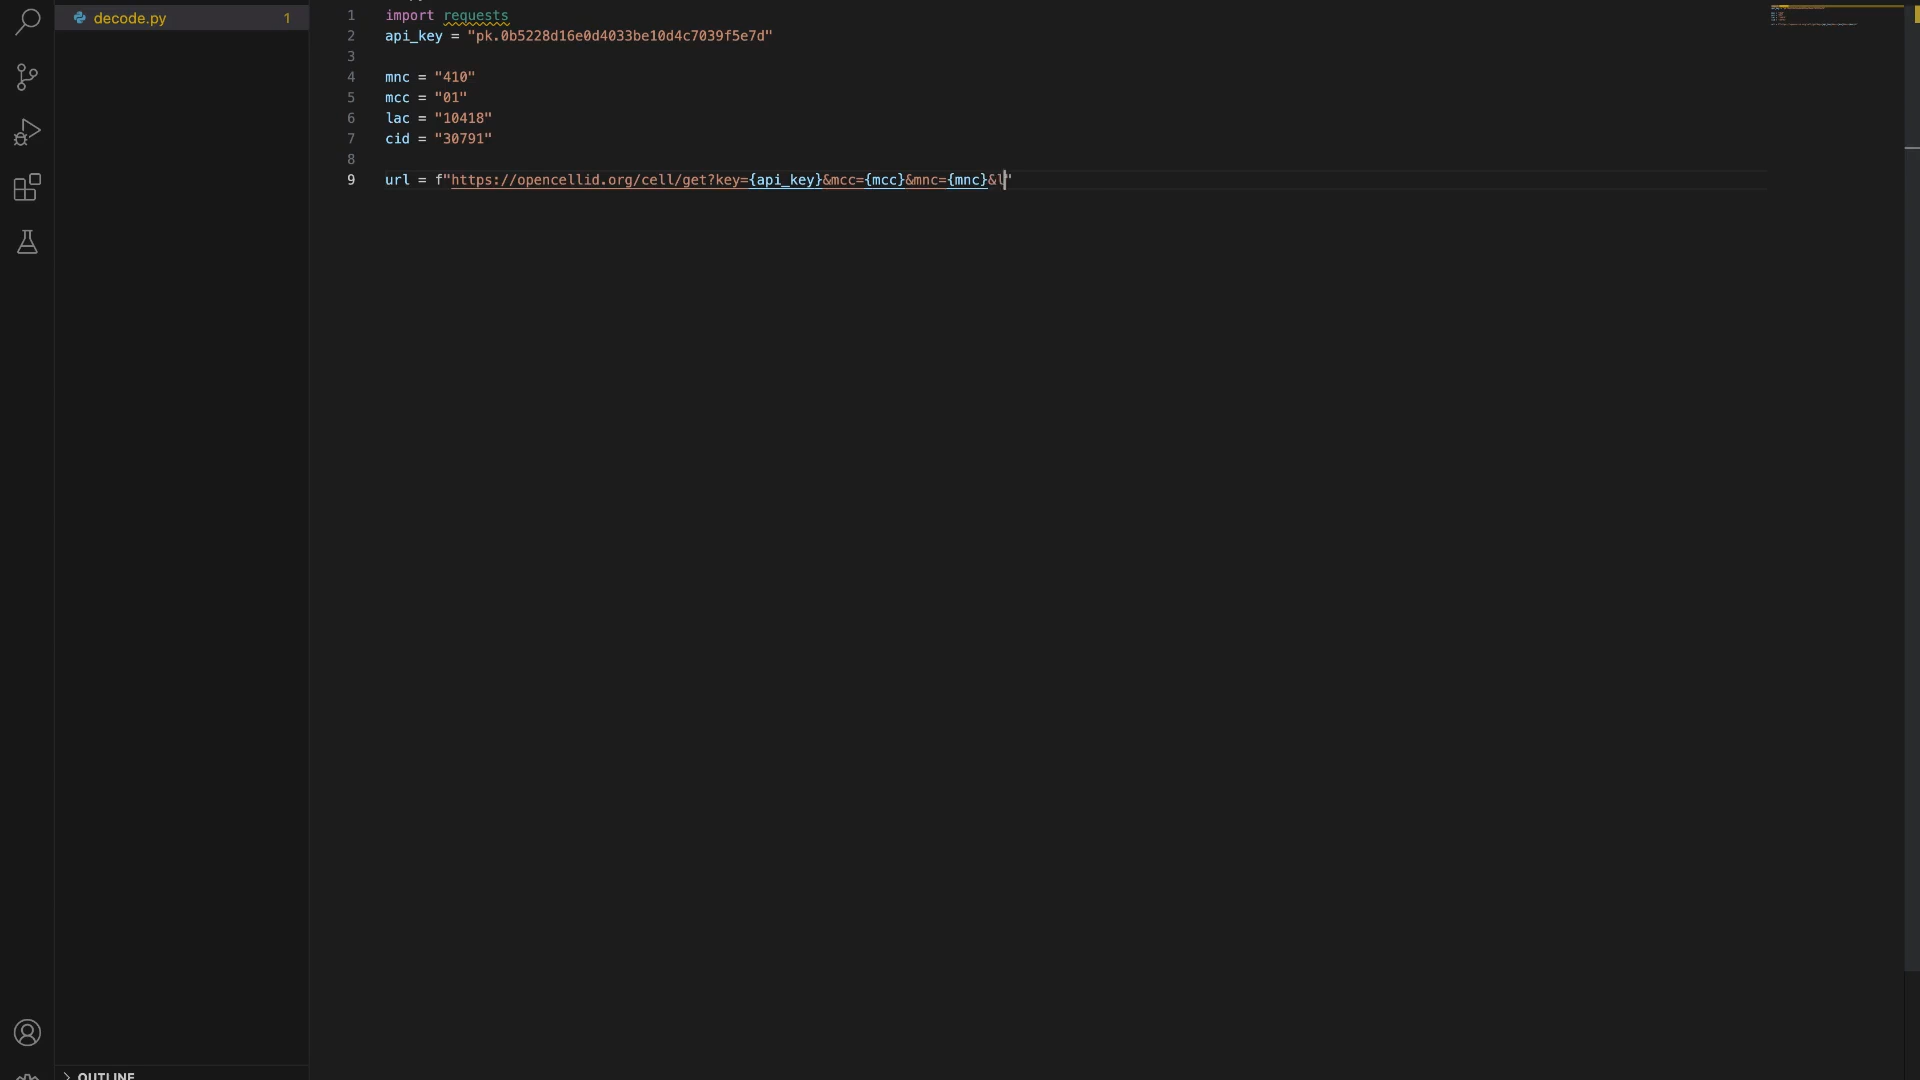 decode.py 1
1 import requests
2 api_key = "pk.0b5228d16e0d4033be10d4c7039f5e7d"
3
4 mnc = "410"
5 mcc = "01"
6 lac = "10418"
7 cid = "30791"
8
9 url = f"https://opencellid.org/cell/get?key={api_key}&mcc={mcc}&mnc={mnc}&l"
OUTLINE